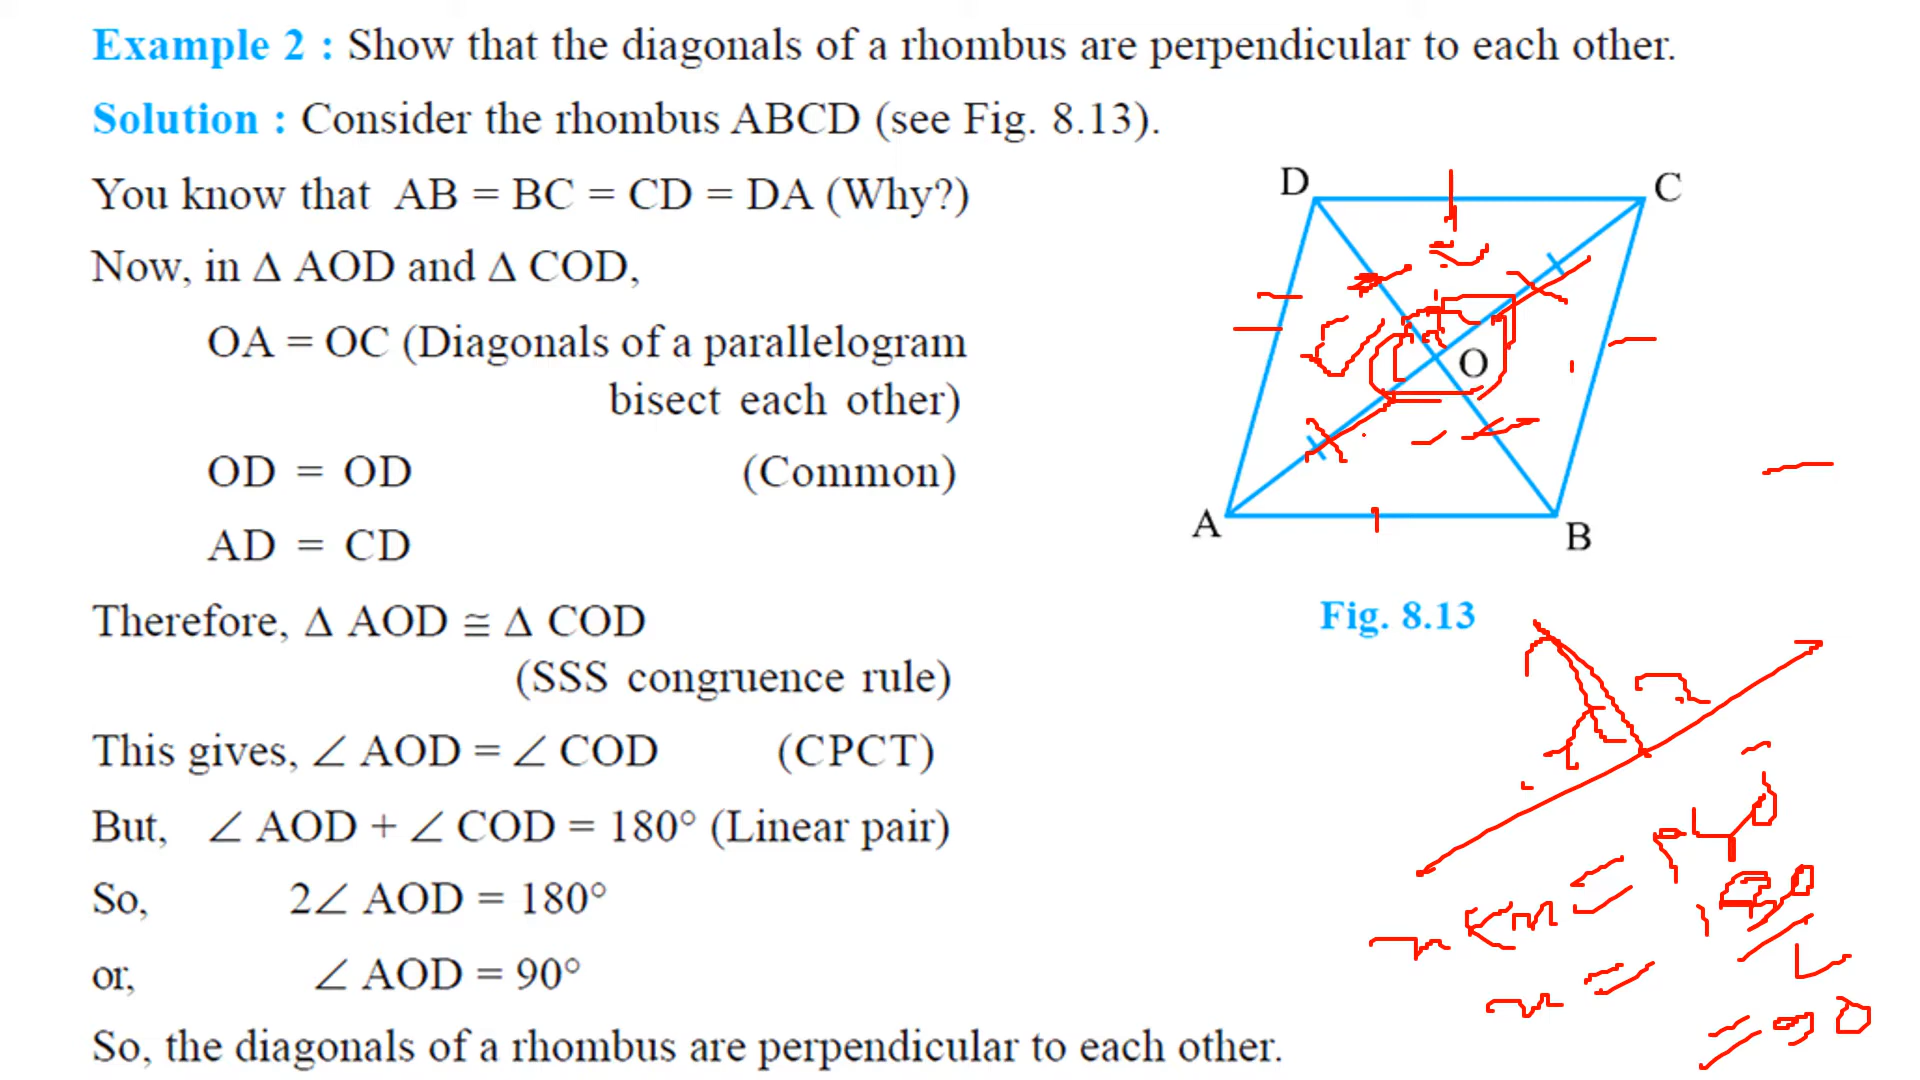 Example 2 : Show that the diagonals of a rhombus are perpendicular to each other.
Solution : Consider the rhombus ABCD (see Fig. 8.13).
You know that AB = BC = CD = DA (Why?)
Now, in Δ AOD and Δ COD,
OA = OC (Diagonals of a parallelogram
bisect each other)
OD = OD (Common)
AD = CD
Therefore, Δ AOD ≅ Δ COD
(SSS congruence rule)
This gives, ∠ AOD = ∠ COD (CPCT)
But, ∠ AOD + ∠ COD = 180° (Linear pair)
So, 2∠ AOD = 180°
or, ∠ AOD = 90°
So, the diagonals of a rhombus are perpendicular to each other.
D
C
O
A
B
Fig. 8.13